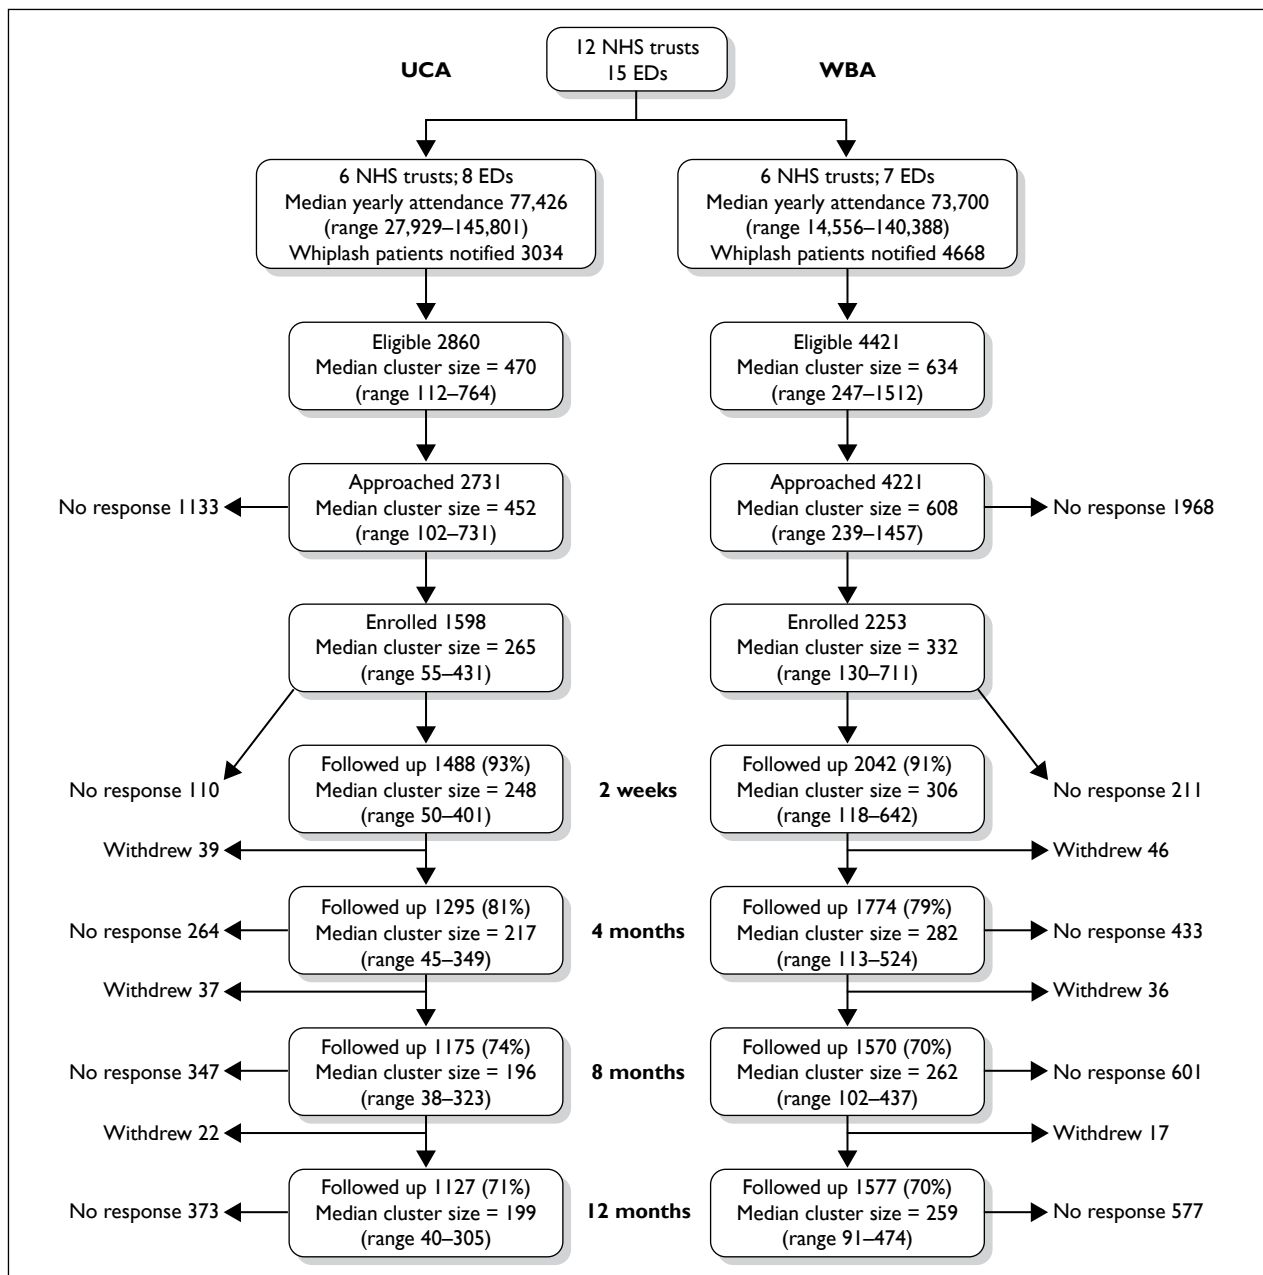 12 NHS trusts
15 EDs
UCA
WBA
6 NHS trusts; 8 EDs
Median yearly attendance 77,426
(range 27,929–145,801)
Whiplash patients notified 3034
6 NHS trusts; 7 EDs
Median yearly attendance 73,700
(range 14,556–140,388)
Whiplash patients notified 4668
Eligible 2860
Median cluster size = 470
(range 112–764)
Eligible 4421
Median cluster size = 634
(range 247–1512)
No response 1133
Approached 2731
Median cluster size = 452
(range 102–731)
Approached 4221
Median cluster size = 608
(range 239–1457)
No response 1968
Enrolled 1598
Median cluster size = 265
(range 55–431)
Enrolled 2253
Median cluster size = 332
(range 130–711)
No response 110
Followed up 1488 (93%)
Median cluster size = 248
(range 50–401)
2 weeks
Followed up 2042 (91%)
Median cluster size = 306
(range 118–642)
No response 211
Withdrew 39
Withdrew 46
No response 264
Followed up 1295 (81%)
Median cluster size = 217
(range 45–349)
4 months
Followed up 1774 (79%)
Median cluster size = 282
(range 113–524)
No response 433
Withdrew 37
Withdrew 36
No response 347
Followed up 1175 (74%)
Median cluster size = 196
(range 38–323)
8 months
Followed up 1570 (70%)
Median cluster size = 262
(range 102–437)
No response 601
Withdrew 22
Withdrew 17
No response 373
Followed up 1127 (71%)
Median cluster size = 199
(range 40–305)
12 months
Followed up 1577 (70%)
Median cluster size = 259
(range 91–474)
No response 577